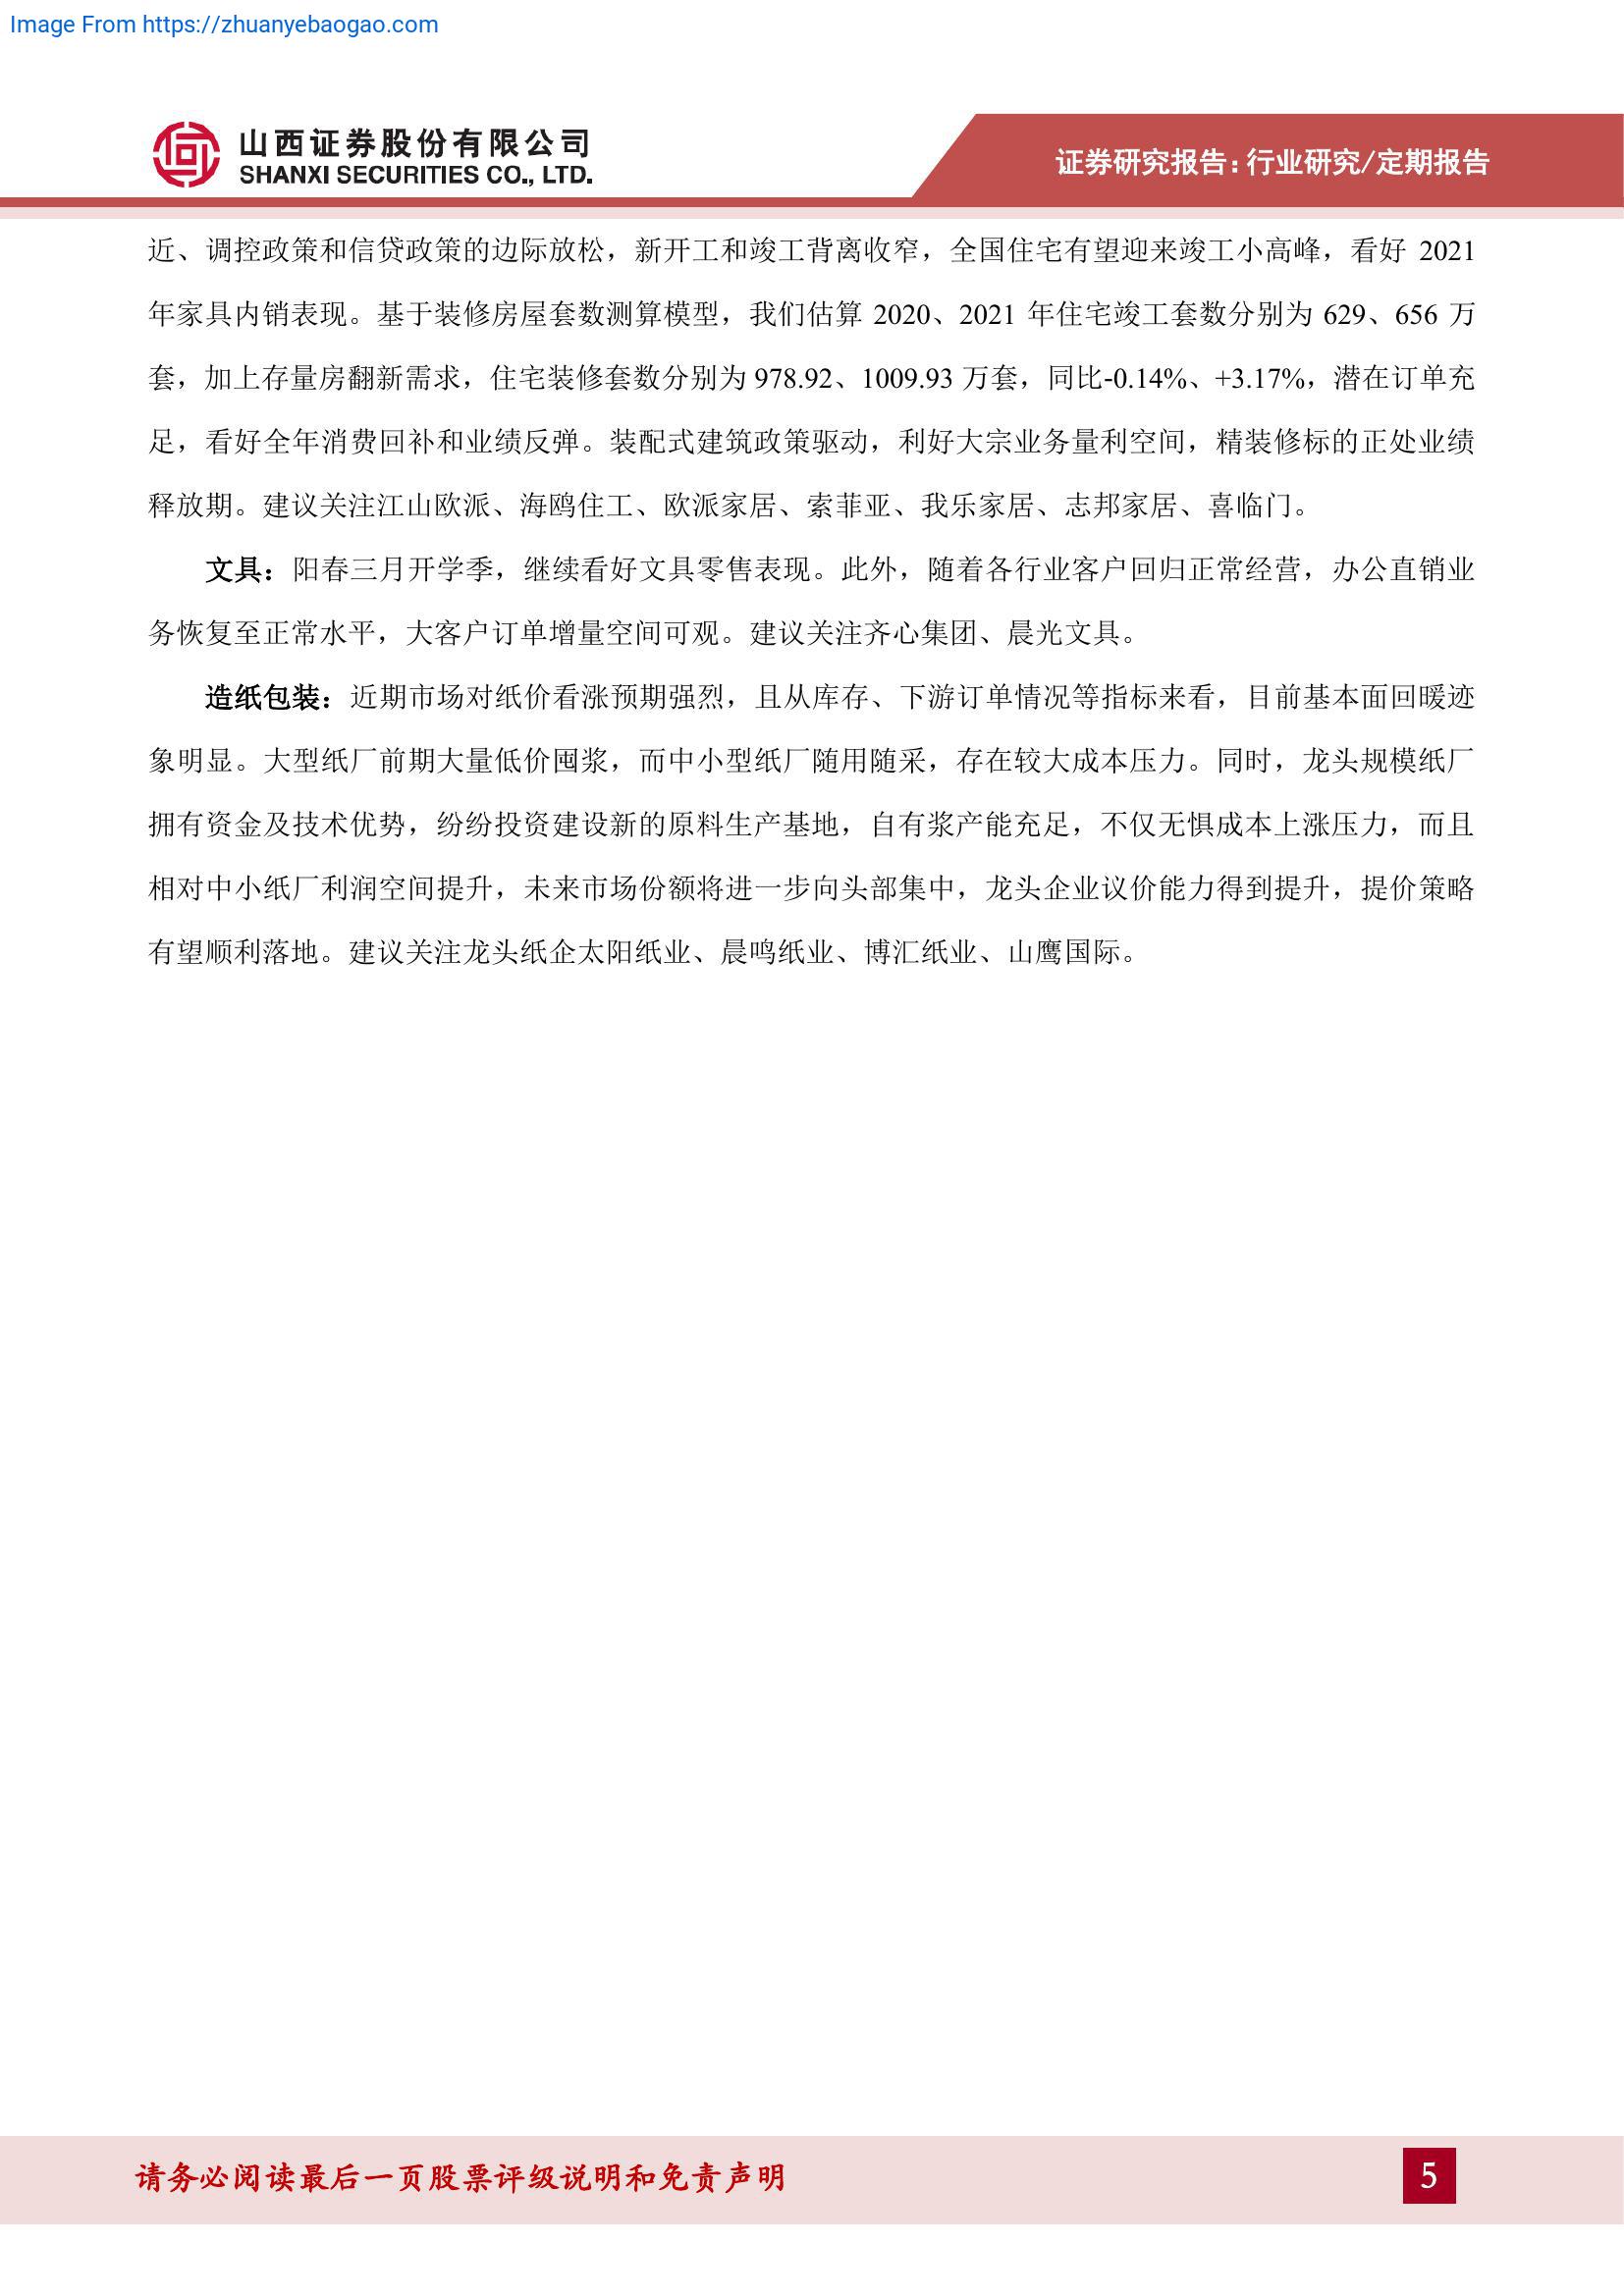 Image From https://zhuanyebaogao.com
山西证券股份有限公司
SHANXI SECURITIES CO., LTD.
证券研究报告：行业研究/定期报告
近、调控政策和信贷政策的边际放松，新开工和竣工背离收窄，全国住宅有望迎来竣工小高峰，看好 2021
年家具内销表现。基于装修房屋套数测算模型，我们估算 2020、2021 年住宅竣工套数分别为 629、656 万
套，加上存量房翻新需求，住宅装修套数分别为 978.92、1009.93 万套，同比-0.14%、+3.17%，潜在订单充
足，看好全年消费回补和业绩反弹。装配式建筑政策驱动，利好大宗业务量利空间，精装修标的正处业绩
释放期。建议关注江山欧派、海鸥住工、欧派家居、索菲亚、我乐家居、志邦家居、喜临门。
文具：阳春三月开学季，继续看好文具零售表现。此外，随着各行业客户回归正常经营，办公直销业
务恢复至正常水平，大客户订单增量空间可观。建议关注齐心集团、晨光文具。
造纸包装：近期市场对纸价看涨预期强烈，且从库存、下游订单情况等指标来看，目前基本面回暖迹
象明显。大型纸厂前期大量低价囤浆，而中小型纸厂随用随采，存在较大成本压力。同时，龙头规模纸厂
拥有资金及技术优势，纷纷投资建设新的原料生产基地，自有浆产能充足，不仅无惧成本上涨压力，而且
相对中小纸厂利润空间提升，未来市场份额将进一步向头部集中，龙头企业议价能力得到提升，提价策略
有望顺利落地。建议关注龙头纸企太阳纸业、晨鸣纸业、博汇纸业、山鹰国际。
请务必阅读最后一页股票评级说明和免责声明
5